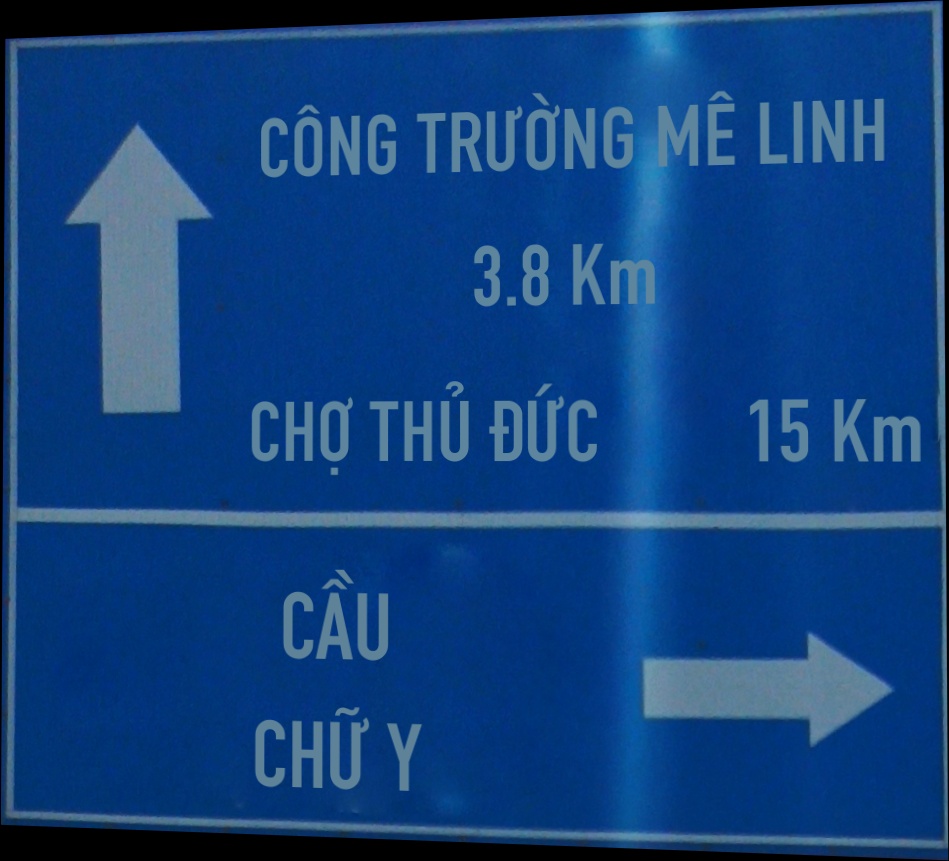 CÔNG TRƯỜNG MÊ LINH
3.8 Km
CHỢ THỦ ĐỨC 15 Km
CẦU
CHỮ Y